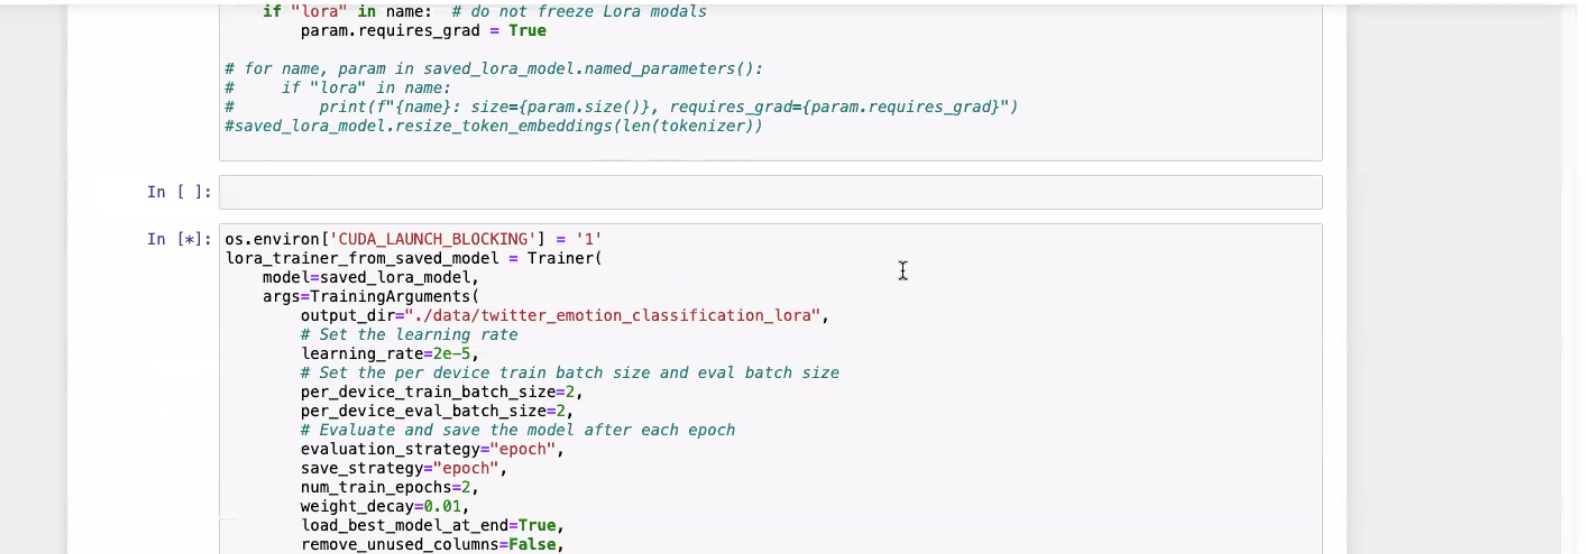 if "lora" in name:  # do not freeze Lora modals
param.requires_grad = True
# for name, param in saved_lora_model.named_parameters():
#     if "lora" in name:
#         print(f"{name}: size={param.size()}, requires_grad={param.requires_grad}")
#saved_lora_model.resize_token_embeddings(len(tokenizer))
In [ ]:
In [*]: os.environ['CUDA_LAUNCH_BLOCKING'] = '1'
lora_trainer_from_saved_model = Trainer(
model=saved_lora_model,
args=TrainingArguments(
output_dir="./data/twitter_emotion_classification_lora",
# Set the learning rate
learning_rate=2e-5,
# Set the per device train batch size and eval batch size
per_device_train_batch_size=2,
per_device_eval_batch_size=2,
# Evaluate and save the model after each epoch
evaluation_strategy="epoch",
save_strategy="epoch",
num_train_epochs=2,
weight_decay=0.01,
load_best_model_at_end=True,
remove_unused_columns=False,